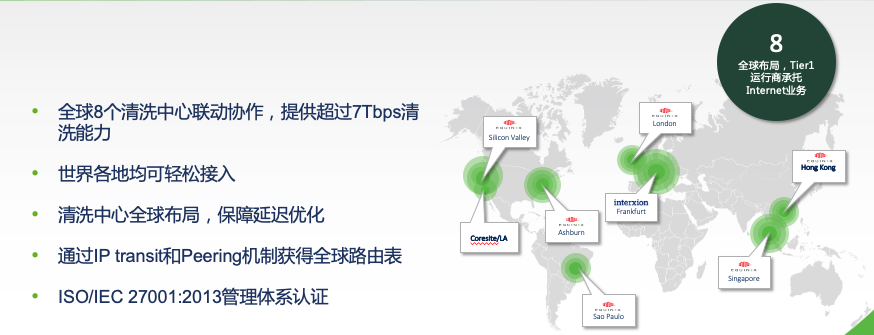 8
全球布局，Tier1
运行商承托
Internet业务
• 全球8个清洗中心联动协作，提供超过7Tbps清
洗能力
• 世界各地均可轻松接入
• 清洗中心全球布局，保障延迟优化
• 通过IP transit和Peering机制获得全球路由表
• ISO/IEC 27001:2013管理体系认证
EQUINIX
Silicon Valley
EQUINIX
London
EQUINIX
Hong Kong
interxion
Frankfurt
Coresite/LA
EQUINIX
Ashburn
EQUINIX
Singapore
EQUINIX
Sao Paulo